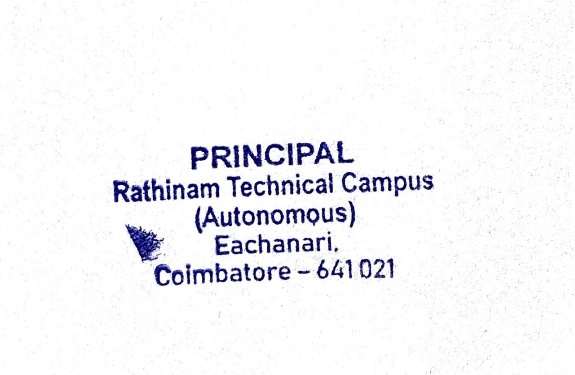 PRINCIPAL
Rathinam Technical Campus
(Autonomous)
Eachanari,
Coimbatore – 641 021